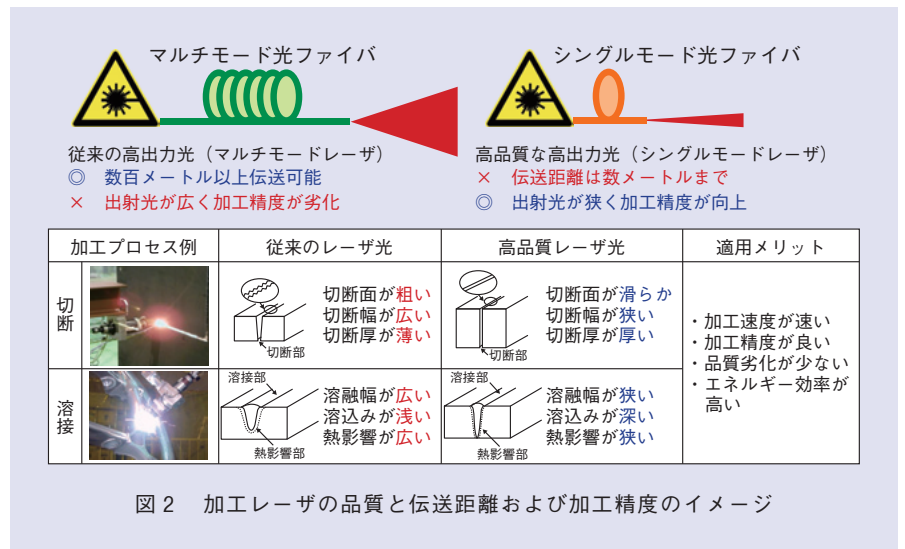 マルチモード光ファイバ
シングルモード光ファイバ
従来の高出力光（マルチモードレーザ）
◎ 数百メートル以上伝送可能
× 出射光が広く加工精度が劣化
高品質な高出力光（シングルモードレーザ）
× 伝送距離は数メートルまで
◎ 出射光が狭く加工精度が向上
加工プロセス例
従来のレーザ光
高品質レーザ光
適用メリット
切断
切断面が粗い
切断幅が広い
切断厚が薄い
切断部
切断面が滑らか
切断幅が狭い
切断厚が厚い
切断部
・加工速度が速い
・加工精度が良い
・品質劣化が少ない
・エネルギー効率が
高い
溶接
溶接部
溶融幅が広い
溶込みが浅い
熱影響が広い
熱影響部
溶接部
溶融幅が狭い
溶込みが深い
熱影響が狭い
熱影響部
図2 加工レーザの品質と伝送距離および加工精度のイメージ